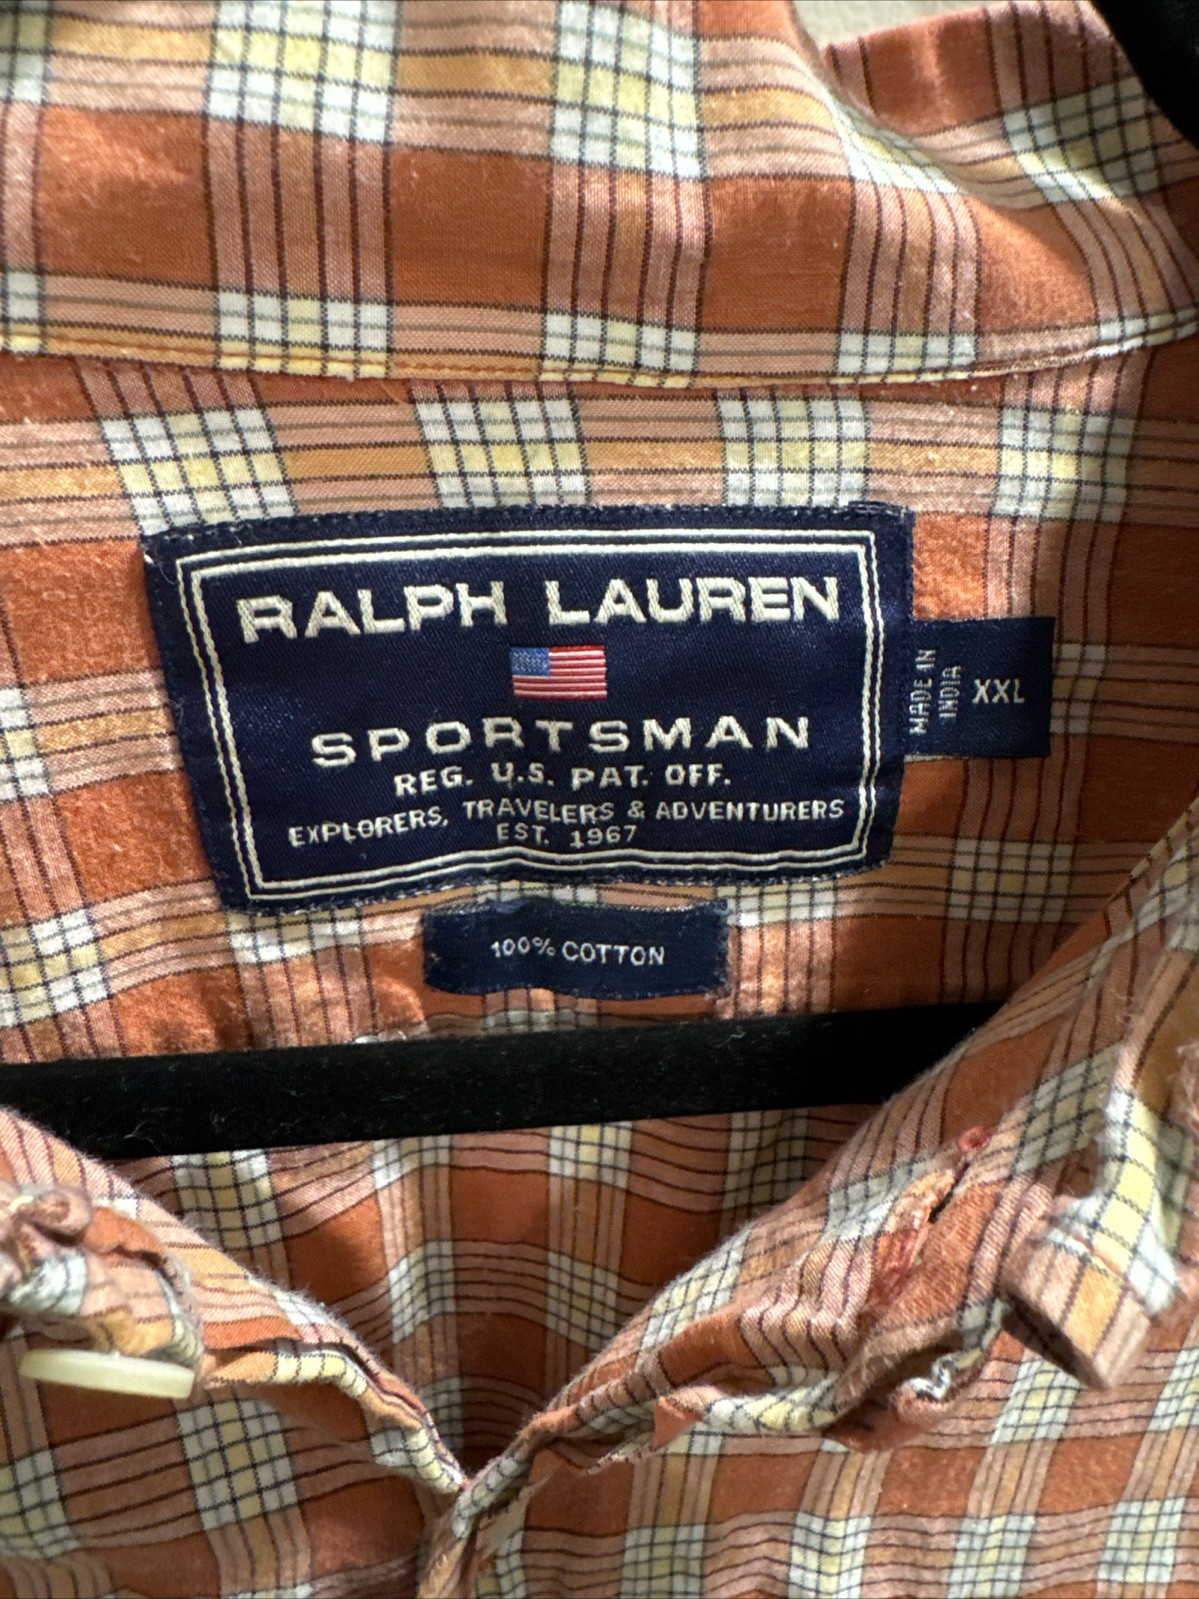 RALPH LAUREN
SPORTSMAN
REG. U.S. PAT. OFF.
EXPLORERS, TRAVELERS & ADVENTURERS
EST. 1967
MADE IN
INDIA
XXL
100% COTTON